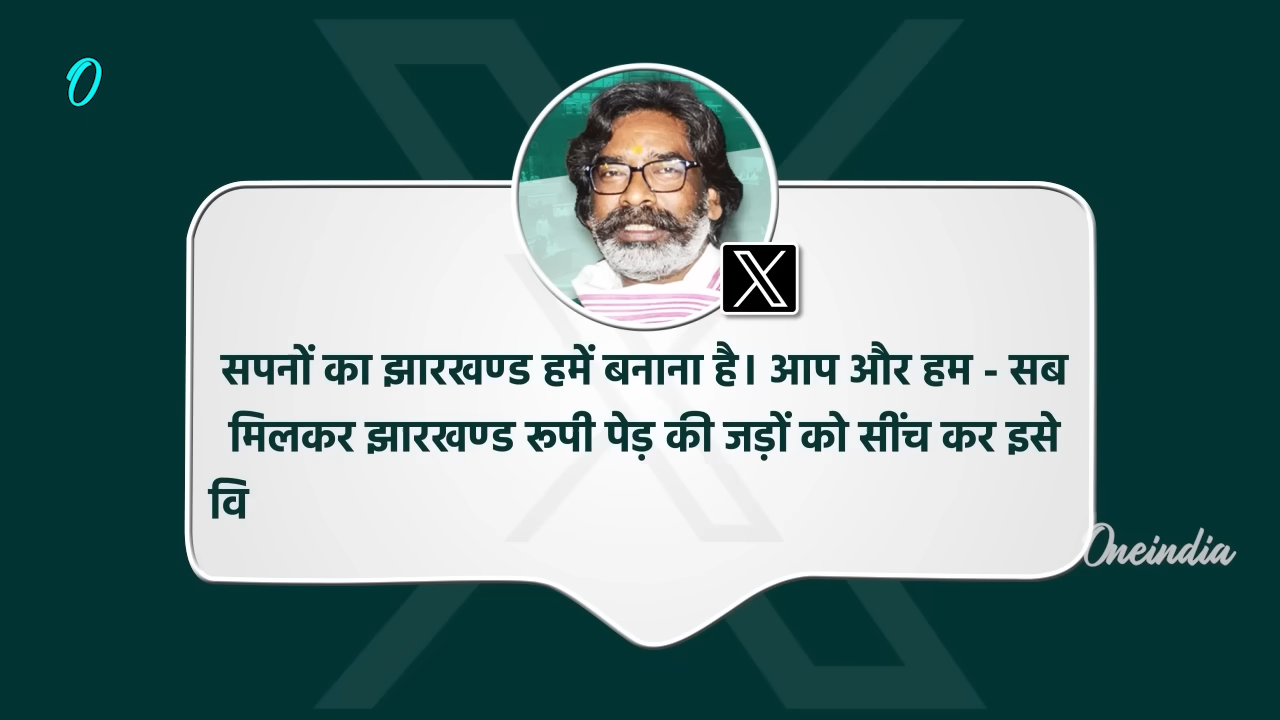 O
सपनों का झारखण्ड हमें बनाना है। आप और हम - सब
मिलकर झारखण्ड रूपी पेड़ की जड़ों को सींच कर इसे
वि
Oneindia